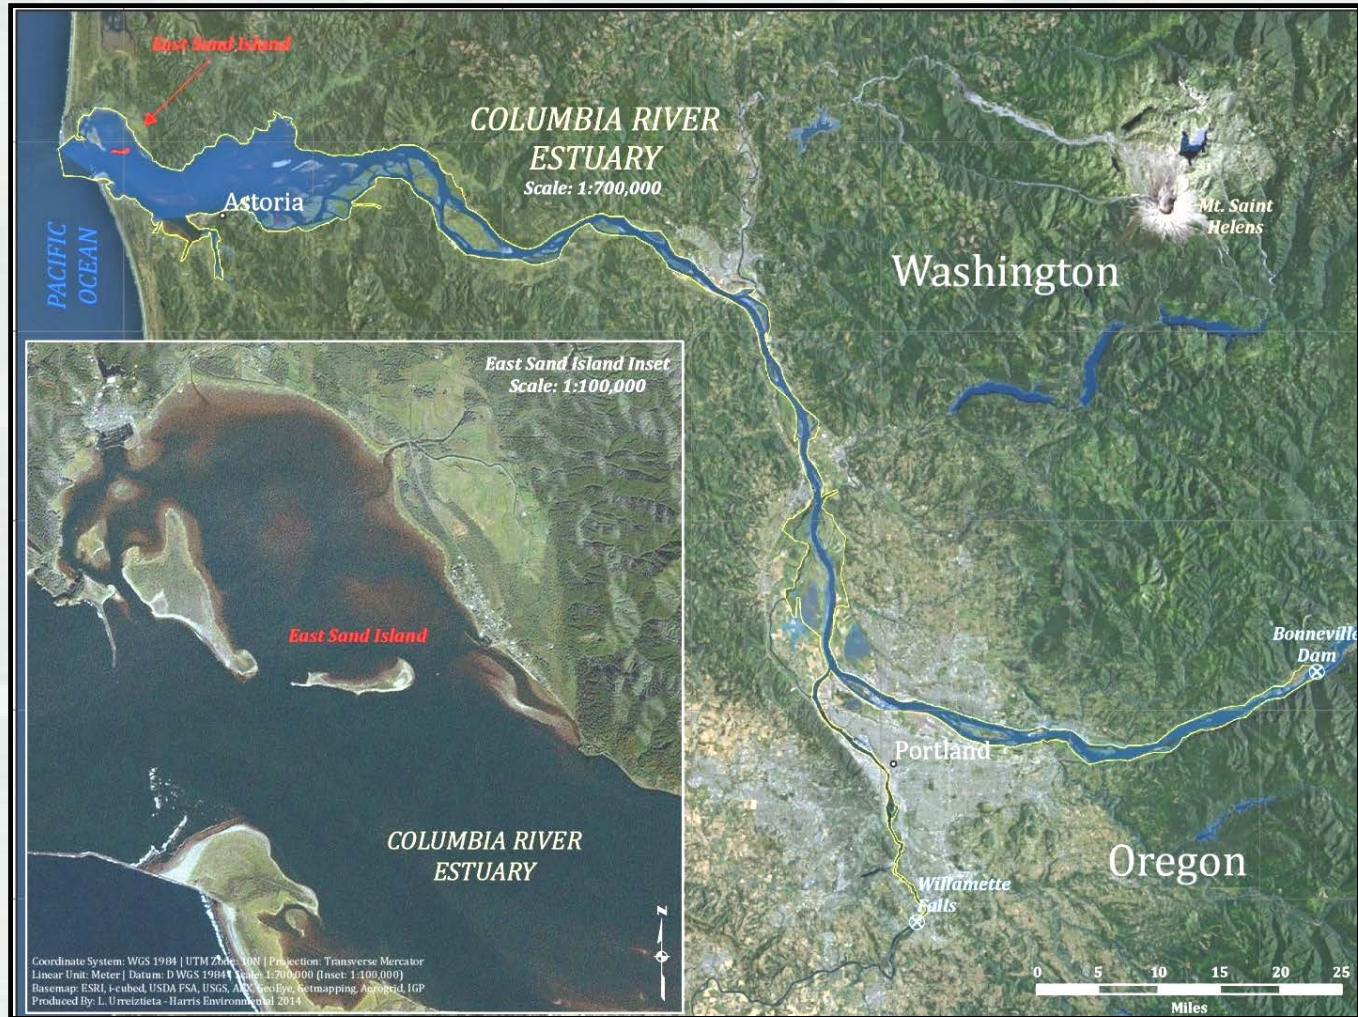 East Sand Island
COLUMBIA RIVER
ESTUARY
Scale: 1:700,000
Astoria
PACIFIC
OCEAN
Mt. Saint
Helens
Washington
East Sand Island Inset
Scale: 1:100,000
East Sand Island
Bonneville
Dam
Portland
COLUMBIA RIVER
ESTUARY
Oregon
Willamette
Falls
N
Coordinate System: WGS 1984 | UTM Zone: 10N | Projection: Transverse Mercator
Linear Unit: Meter | Datum: D WGS 1984 | Scale: 1:700,000 (Inset: 1:100,000)
Basemap: ESRI, i-cubed, USDA FSA, USGS, AEX, GeoEye, Getmapping, Aerogrid, IGP
Produced By: L. Urreiztieta - Harris Environmental 2014
0 5 10 15 20 25
Miles